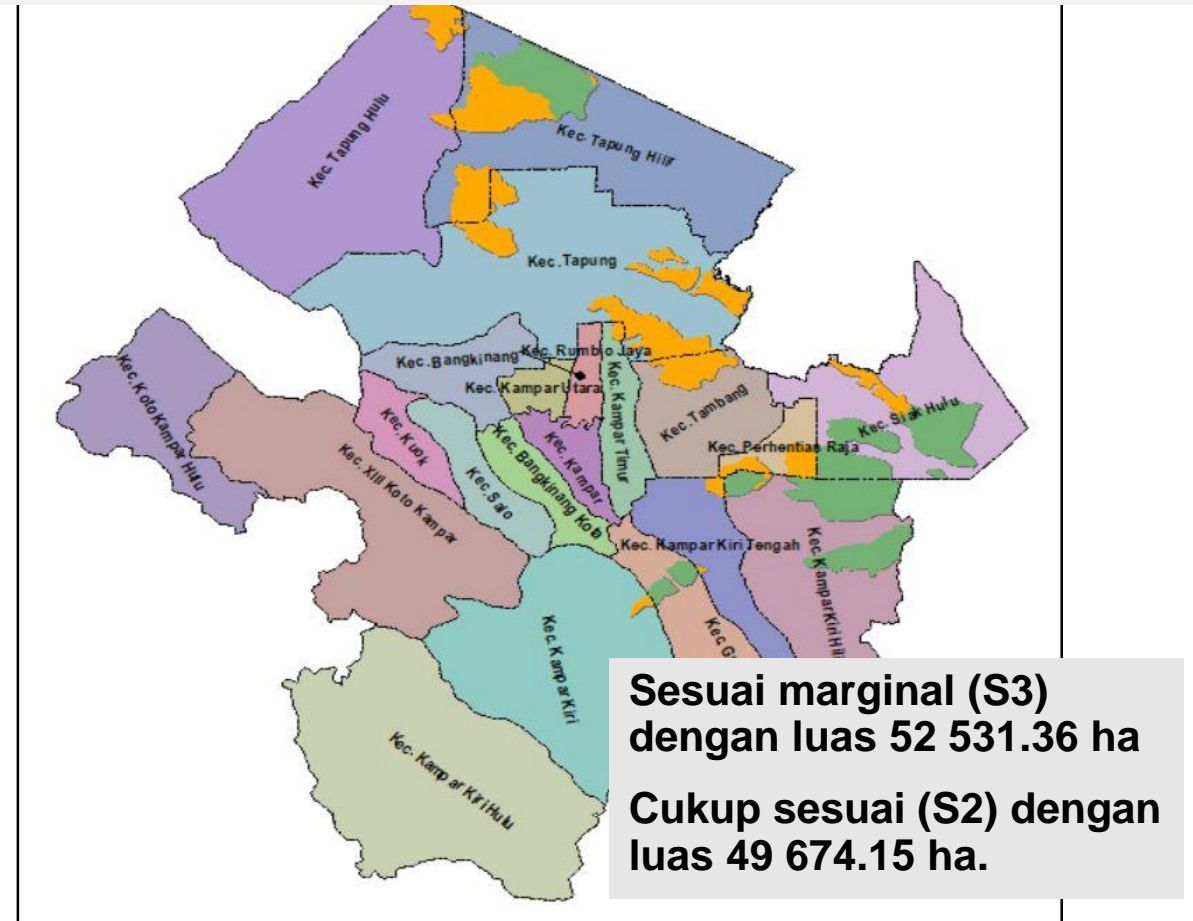 Kec. Tapung Hulu
Kec. Tapung Hilir
Kec. Tapung
Kec. Bangkinang
Kec. Rumbio Jaya
Kec. Kampar Utara
Kec. Kampar Timur
Kec. Tambang
Kec. Siak Hulu
Kec. Perhentian Raja
Kec. Koto Kampar Hulu
Kec. XIII Koto Kampar
Kec. Kuok
Kec. Salo
Kec. Bangkinang Kota
Kec. Kampar
Kec. Kampar Kiri Tengah
Kec. Kampar Kiri Hili
Kec. G
Kec. Kampar Kiri
Kec. Kampar Kiri Hulu
Sesuai marginal (S3)
dengan luas 52 531.36 ha
Cukup sesuai (S2) dengan
luas 49 674.15 ha.